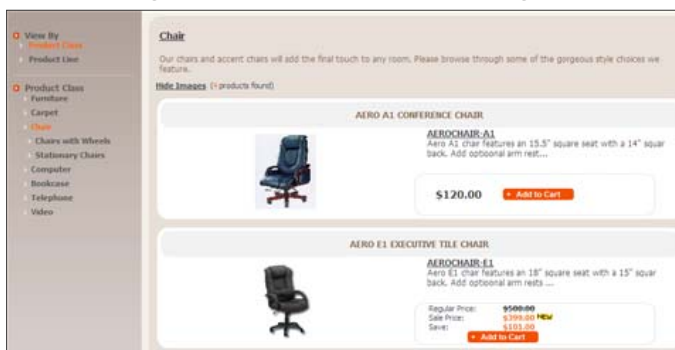 View By
Product Class
Product Line
Product Class
Furniture
Carpet
Chair
Chairs with Wheels
Stationary Chairs
Computer
Bookcase
Telephone
Video
Chair
Our chairs and accent chairs will add the final touch to any room. Please browse through some of the gorgeous style choices we
feature.
Hide Images ( products found)
AERO A1 CONFERENCE CHAIR
AEROCHAIR-A1
Aero A1 chair features an 15.5" square seat with a 14" squar
back. Add optioonal arm rest...
$120.00 Add to Cart
AERO E1 EXECUTIVE TILE CHAIR
AEROCHAIR-E1
Aero E1 chair features an 18" square seat with a 15" squar
back. Add optioonal arm rests ...
Regular Price: $500.00
Sale Price: $399.00 NEW
Save: $101.00
Add to Cart